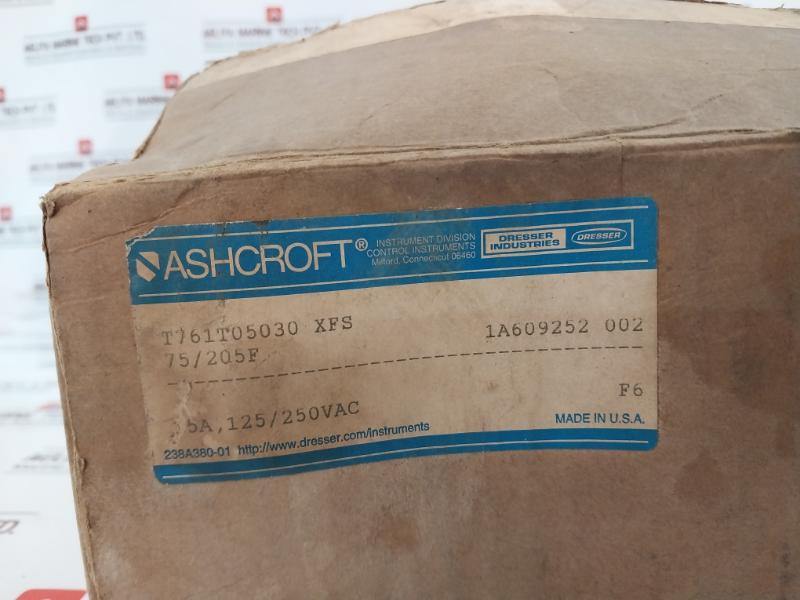 ASHCROFT®
INSTRUMENT DIVISION
CONTROL INSTRUMENTS
Milford, Connecticut 06460
DRESSER
INDUSTRIES
DRESSER
T761T05030 XFS 1A609252 002
75/205F
5A,125/250VAC F6
238A380-01 http://www.dresser.com/instruments MADE IN U.S.A.